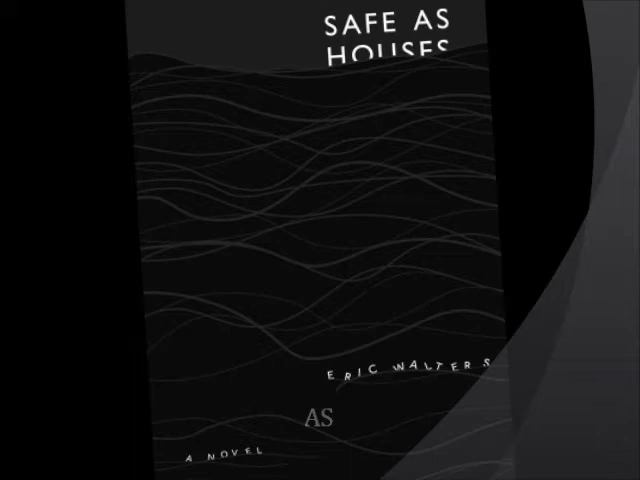 SAFE AS
HOUSES
ERIC WALTERS
AS
A NOVEL